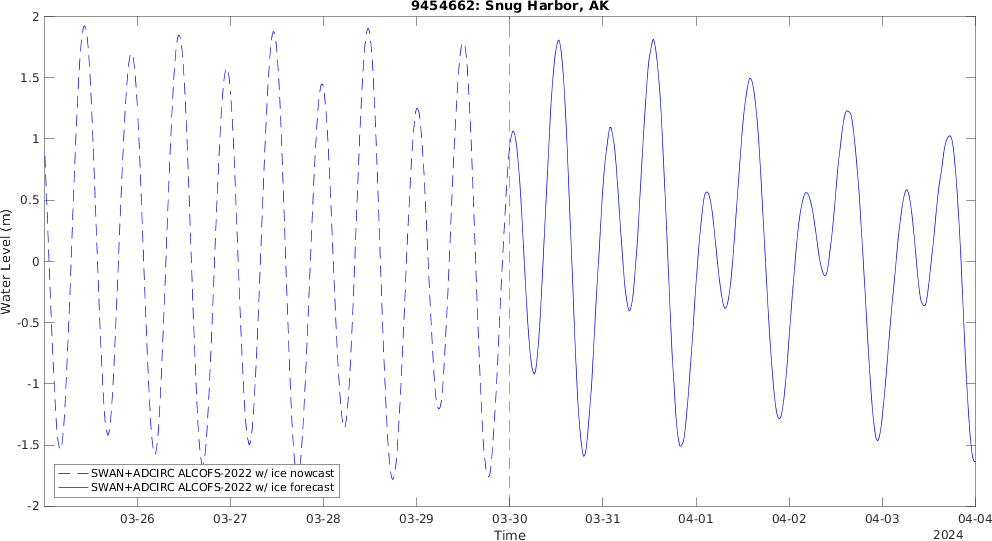 9454662: Snug Harbor, AK
2
1.5
1
0.5
0
-0.5
-1
-1.5
-2
Water Level (m)
SWAN+ADCIRC ALCOFS-2022 w/ ice nowcast
SWAN+ADCIRC ALCOFS-2022 w/ ice forecast
03-26 03-27 03-28 03-29 03-30 03-31 04-01 04-02 04-03 04-04
Time
2024